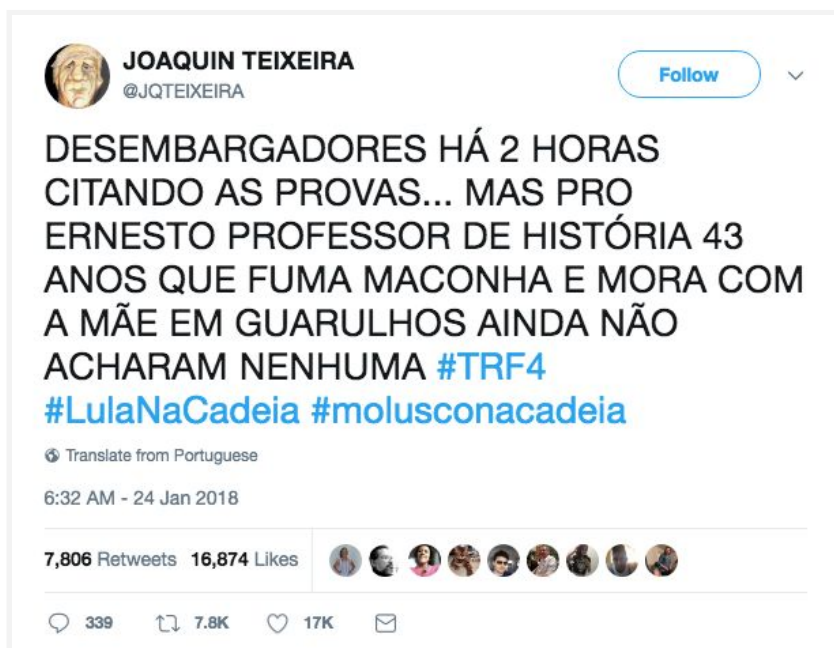 JOAQUIN TEIXEIRA
@JQTEIXEIRA
Follow
DESEMBARGADORES HÁ 2 HORAS
CITANDO AS PROVAS... MAS PRO
ERNESTO PROFESSOR DE HISTÓRIA 43
ANOS QUE FUMA MACONHA E MORA COM
A MÃE EM GUARULHOS AINDA NÃO
ACHARAM NENHUMA #TRF4
#LulaNaCadeia #molusconacadeia
Translate from Portuguese
6:32 AM - 24 Jan 2018
7,806 Retweets 16,874 Likes
339 7.8K 17K